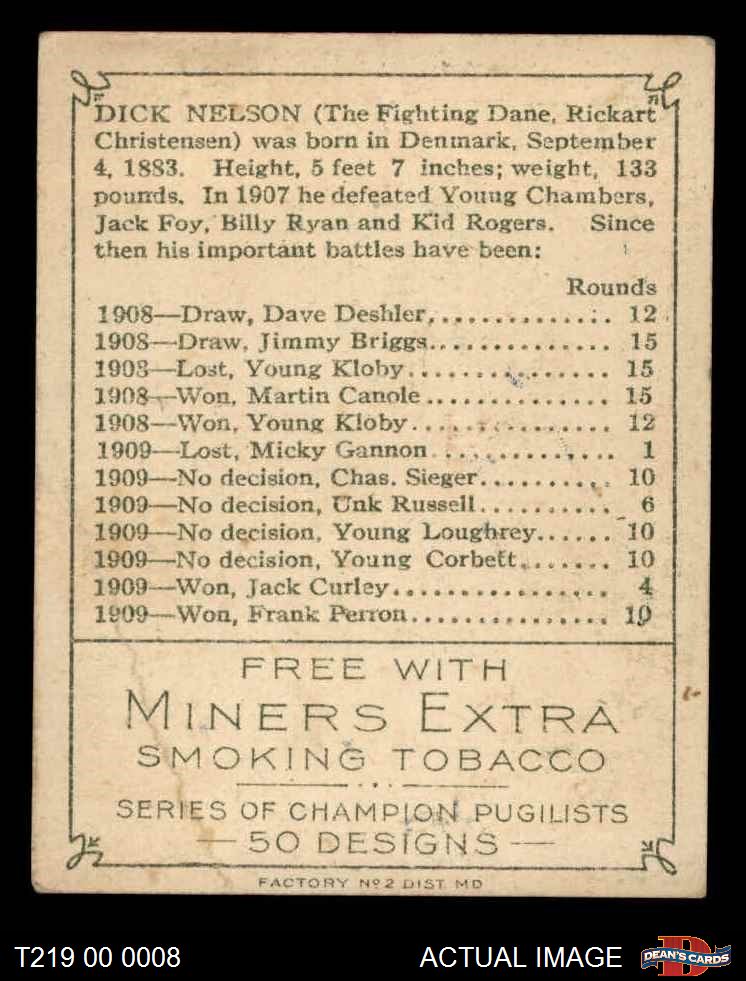 DICK NELSON (The Fighting Dane, Rickart
Christensen) was born in Denmark, September
4, 1883. Height, 5 feet 7 inches; weight, 133
pounds. In 1907 he defeated Young Chambers,
Jack Foy, Billy Ryan and Kid Rogers. Since
then his important battles have been:
Rounds
1908—Draw, Dave Deshler.............. 12
1908—Draw, Jimmy Briggs.............. 15
1908—Lost, Young Kloby............... 15
1908—Won, Martin Canole.............. 15
1908—Won, Young Kloby............... 12
1909—Lost, Micky Gannon............. 1
1909—No decision, Chas. Sieger.......... 10
1909—No decision, Unk Russell.......... 6
1909—No decision, Young Loughrey...... 10
1909—No decision, Young Corbett....... 10
1909—Won, Jack Curley................ 4
1909—Won, Frank Perron............... 10
FREE WITH
MINERS EXTRA
SMOKING TOBACCO
SERIES OF CHAMPION PUGILISTS
—50 DESIGNS—
FACTORY Nº 2 DIST. MD
T219 00 0008 ACTUAL IMAGE DEAN'S CARDS